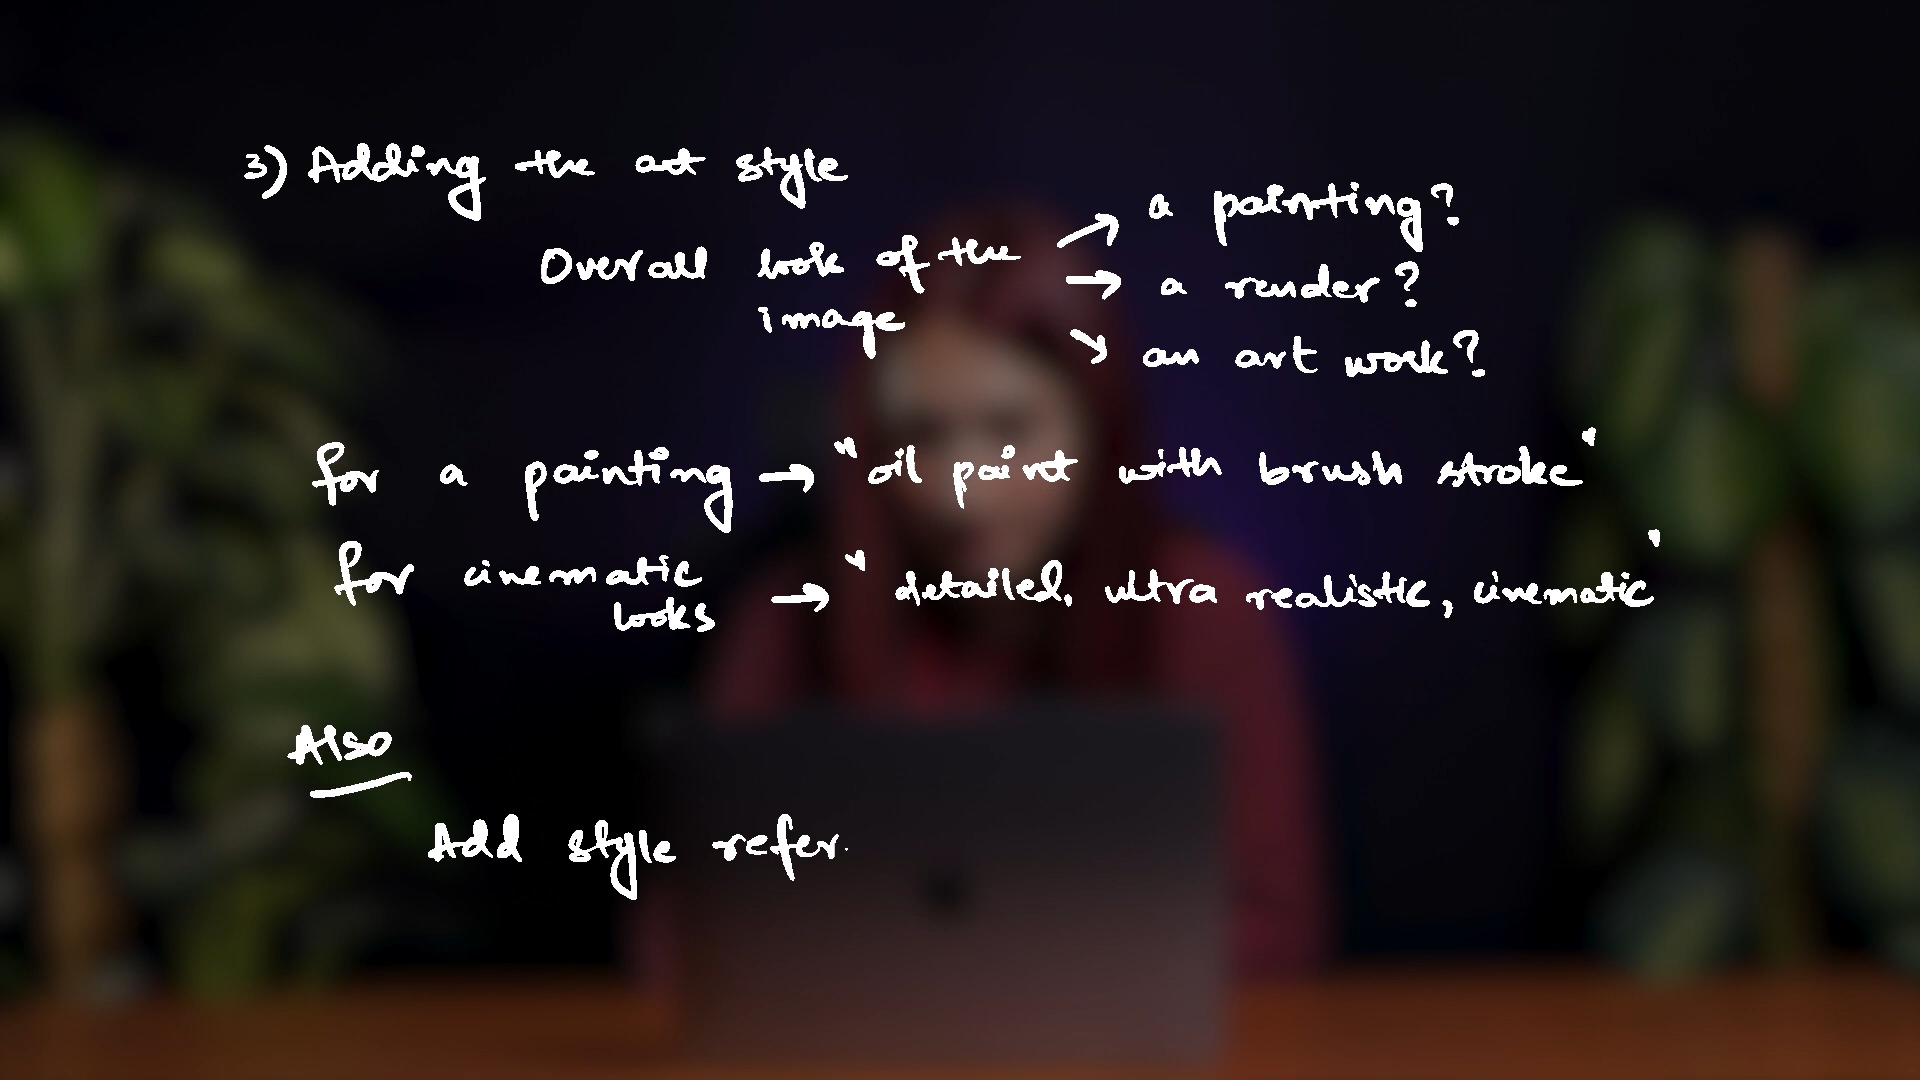 3) Adding the art style
Overall look of the
image
→ a painting?
→ a render?
→ an art work?
for a painting → "oil paint with brush stroke"
for cinematic
looks → "detailed, ultra realistic, cinematic"
Also
Add style refer.